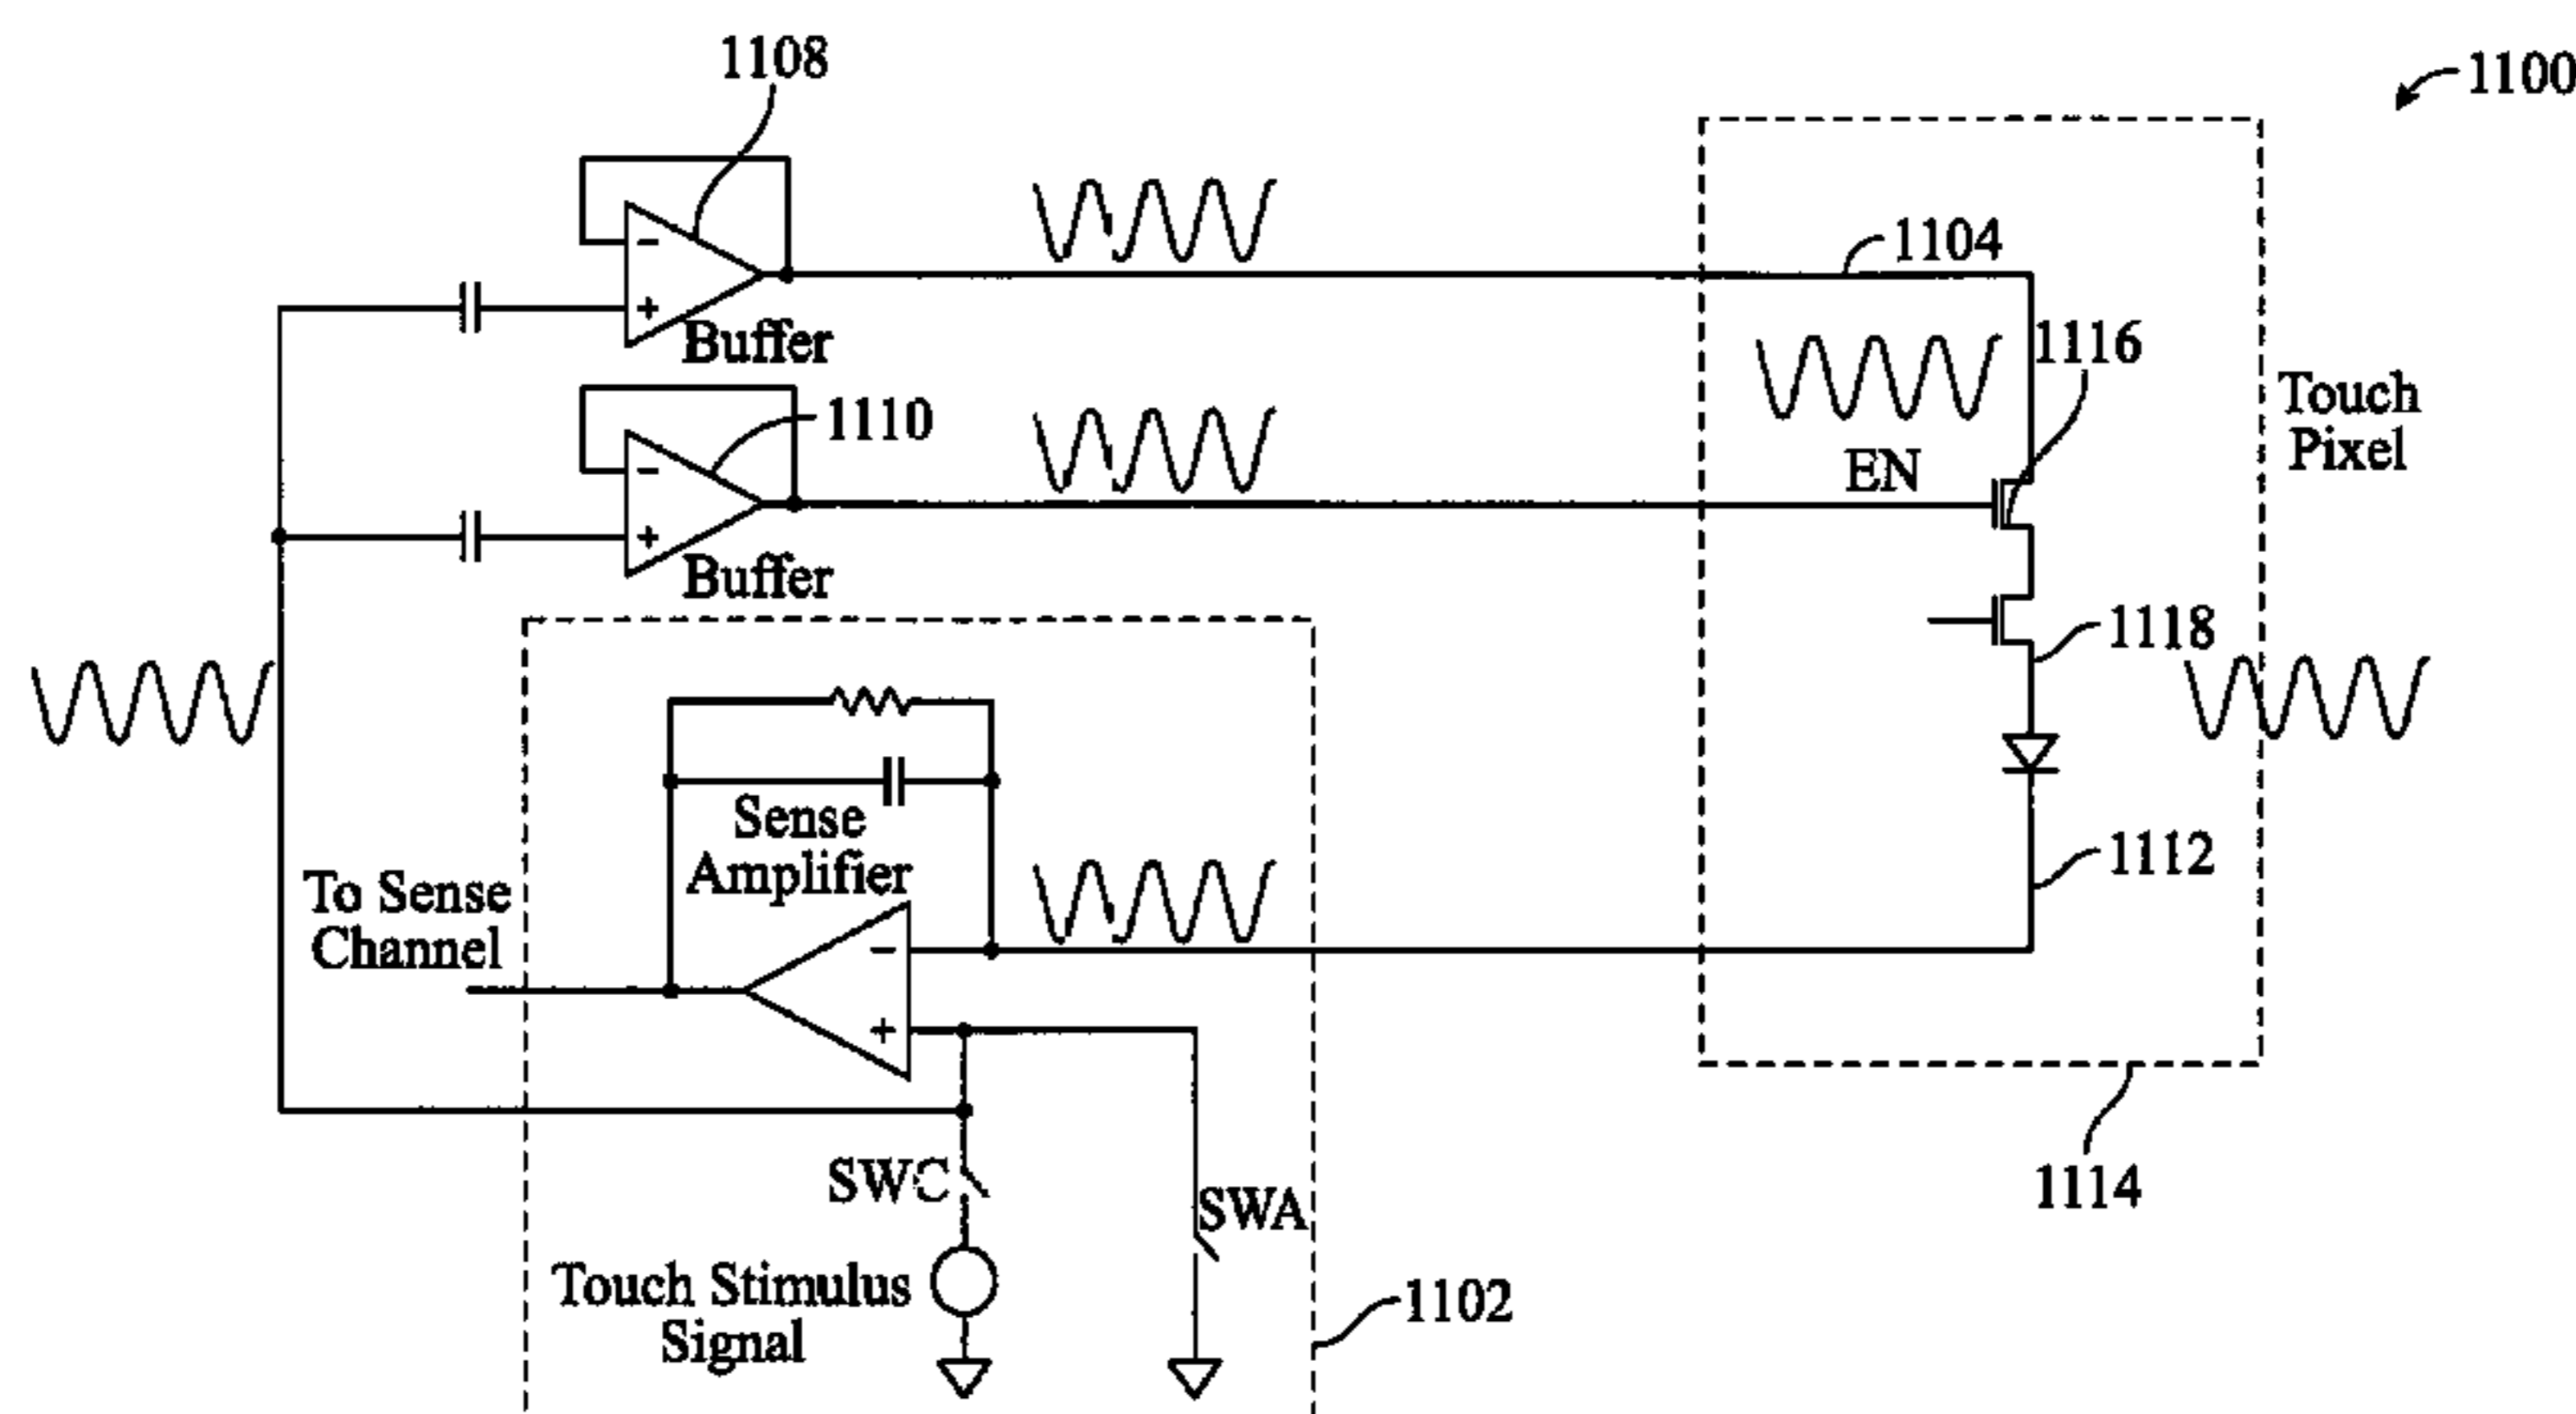 1108
1100
1104
−
+
Buffer
1116
Touch
Pixel
1110
EN
−
+
Buffer
1118
Sense
Amplifier
1112
To Sense
Channel
−
+
SWC
SWA
1114
Touch Stimulus
Signal
1102